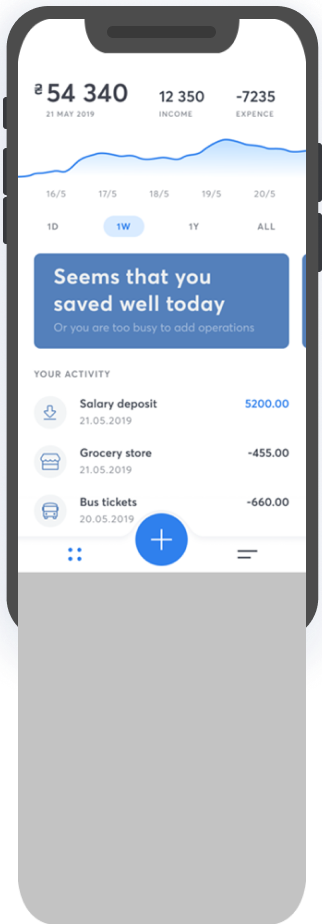 ₴54 340
21 MAY 2019
12 350
INCOME
-7235
EXPENCE
16/5 17/5 18/5 19/5 20/5
1D 1W 1Y ALL
Seems that you
saved well today
Or you are too busy to add operations
YOUR ACTIVITY
Salary deposit 5200.00
21.05.2019
Grocery store -455.00
21.05.2019
Bus tickets -660.00
20.05.2019